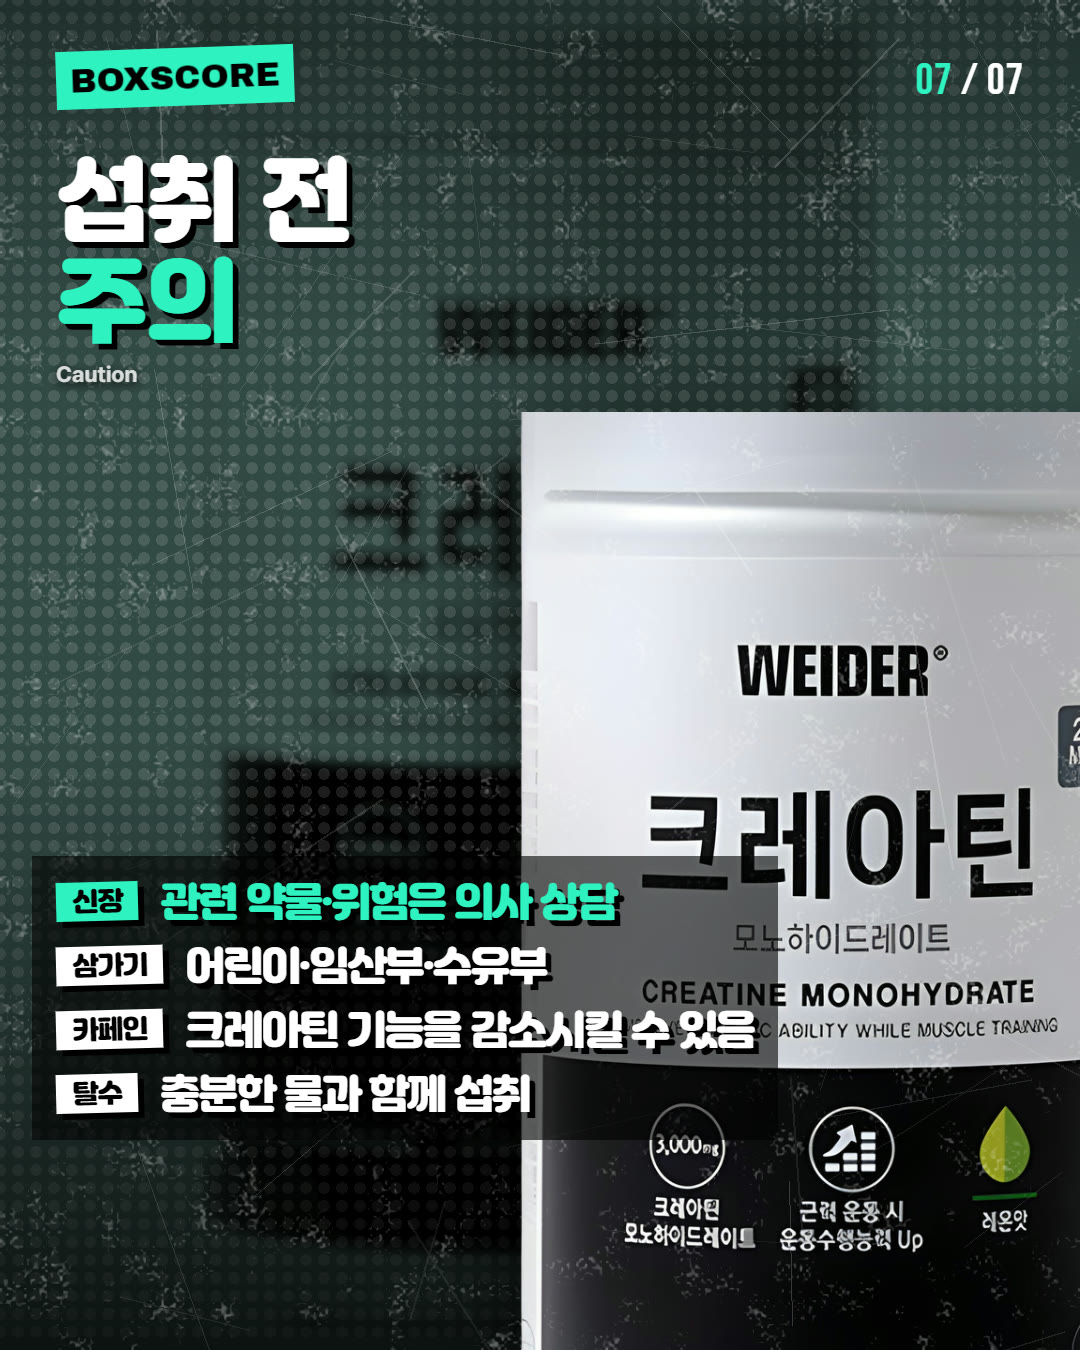 BOXSCORE
07 / 07
섭취 전
주의
Caution
WEIDER®
크레아틴
모노하이드레이트
CREATINE MONOHYDRATE
ABILITY WHILE MUSCLE TRAINING
신장 관련 약물·위험은 의사 상담
삼가기 어린이·임산부·수유부
카페인 크레아틴 기능을 감소시킬 수 있음
탈수 충분한 물과 함께 섭취
3,000mg
크레아틴
모노하이드레이트
근력 운동 시
운동수행능력 Up
레몬맛